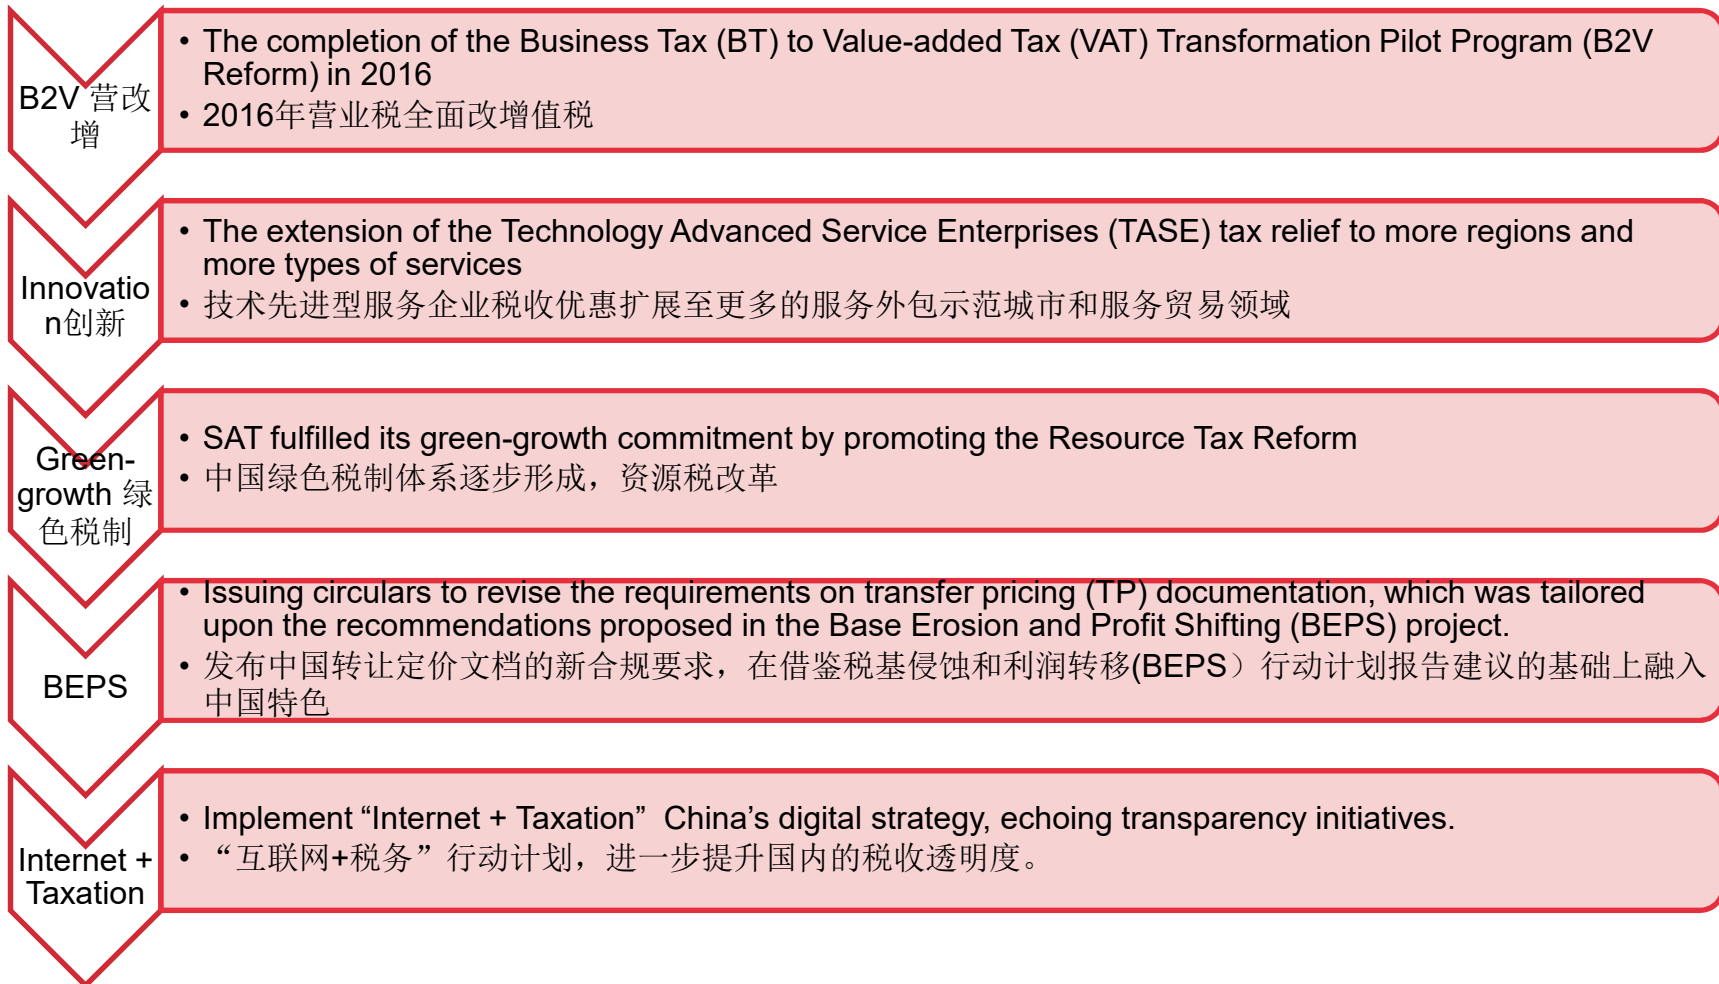 B2V 营改
增
• The completion of the Business Tax (BT) to Value-added Tax (VAT) Transformation Pilot Program (B2V
Reform) in 2016
• 2016年营业税全面改增值税
Innovatio
n创新
• The extension of the Technology Advanced Service Enterprises (TASE) tax relief to more regions and
more types of services
• 技术先进型服务企业税收优惠扩展至更多的服务外包示范城市和服务贸易领域
Green-
growth 绿
色税制
• SAT fulfilled its green-growth commitment by promoting the Resource Tax Reform
• 中国绿色税制体系逐步形成，资源税改革
BEPS
• Issuing circulars to revise the requirements on transfer pricing (TP) documentation, which was tailored
upon the recommendations proposed in the Base Erosion and Profit Shifting (BEPS) project.
• 发布中国转让定价文档的新合规要求，在借鉴税基侵蚀和利润转移(BEPS）行动计划报告建议的基础上融入
中国特色
Internet +
Taxation
• Implement “Internet + Taxation”  China’s digital strategy, echoing transparency initiatives.
• “互联网+税务”行动计划，进一步提升国内的税收透明度。